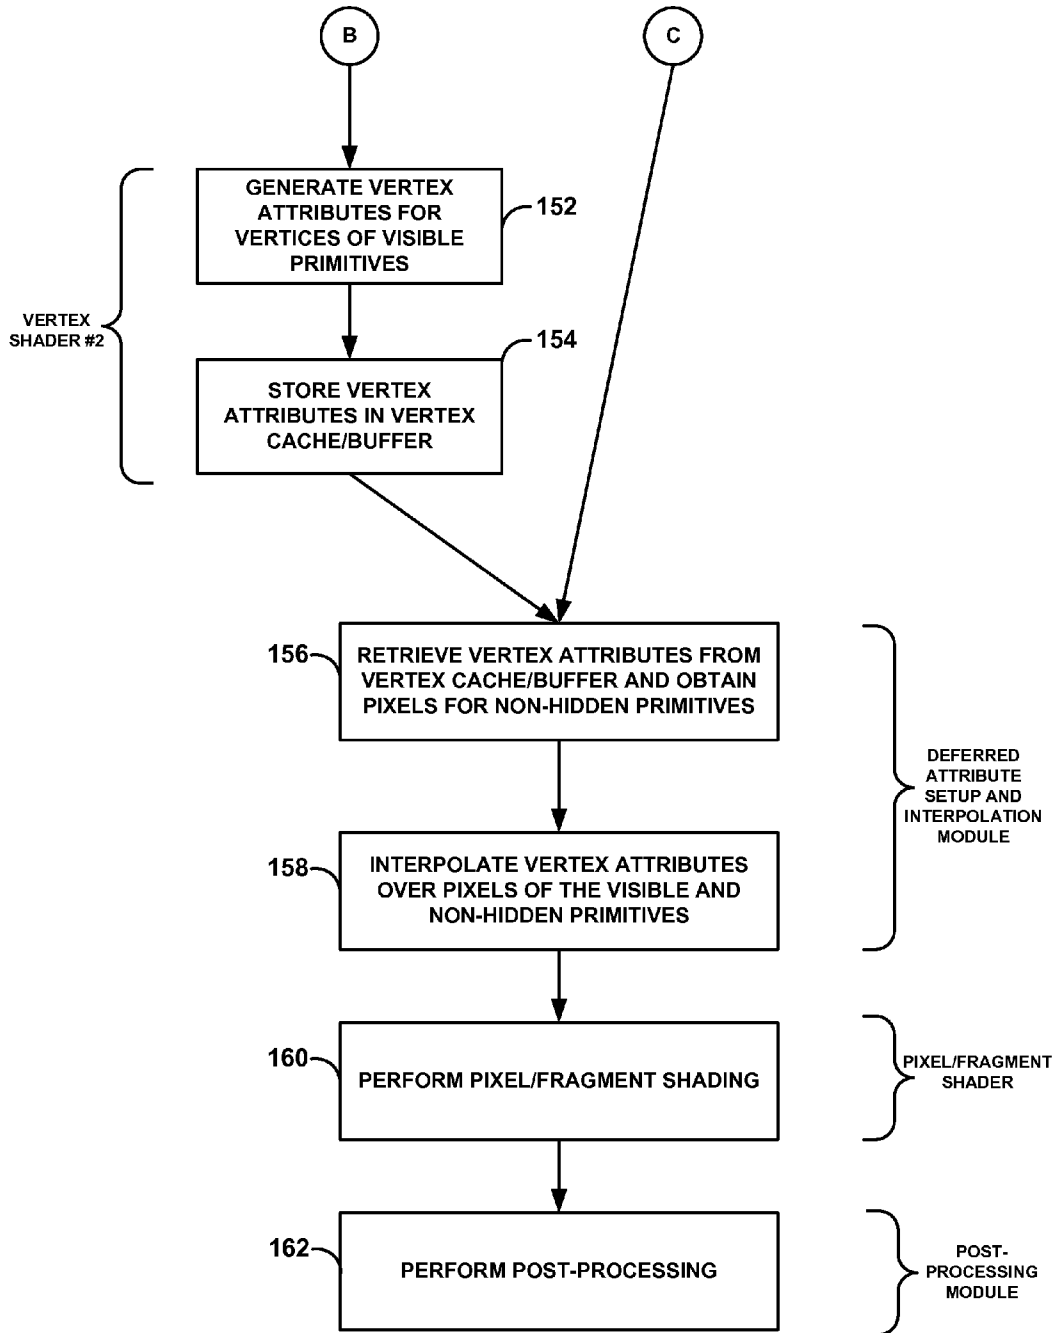 B
C
GENERATE VERTEX
ATTRIBUTES FOR
VERTICES OF VISIBLE
PRIMITIVES
152
VERTEX
SHADER #2
154
STORE VERTEX
ATTRIBUTES IN VERTEX
CACHE/BUFFER
156
RETRIEVE VERTEX ATTRIBUTES FROM
VERTEX CACHE/BUFFER AND OBTAIN
PIXELS FOR NON-HIDDEN PRIMITIVES
DEFERRED
ATTRIBUTE
SETUP AND
INTERPOLATION
MODULE
158
INTERPOLATE VERTEX ATTRIBUTES
OVER PIXELS OF THE VISIBLE AND
NON-HIDDEN PRIMITIVES
160
PERFORM PIXEL/FRAGMENT SHADING
PIXEL/FRAGMENT
SHADER
162
PERFORM POST-PROCESSING
POST-
PROCESSING
MODULE